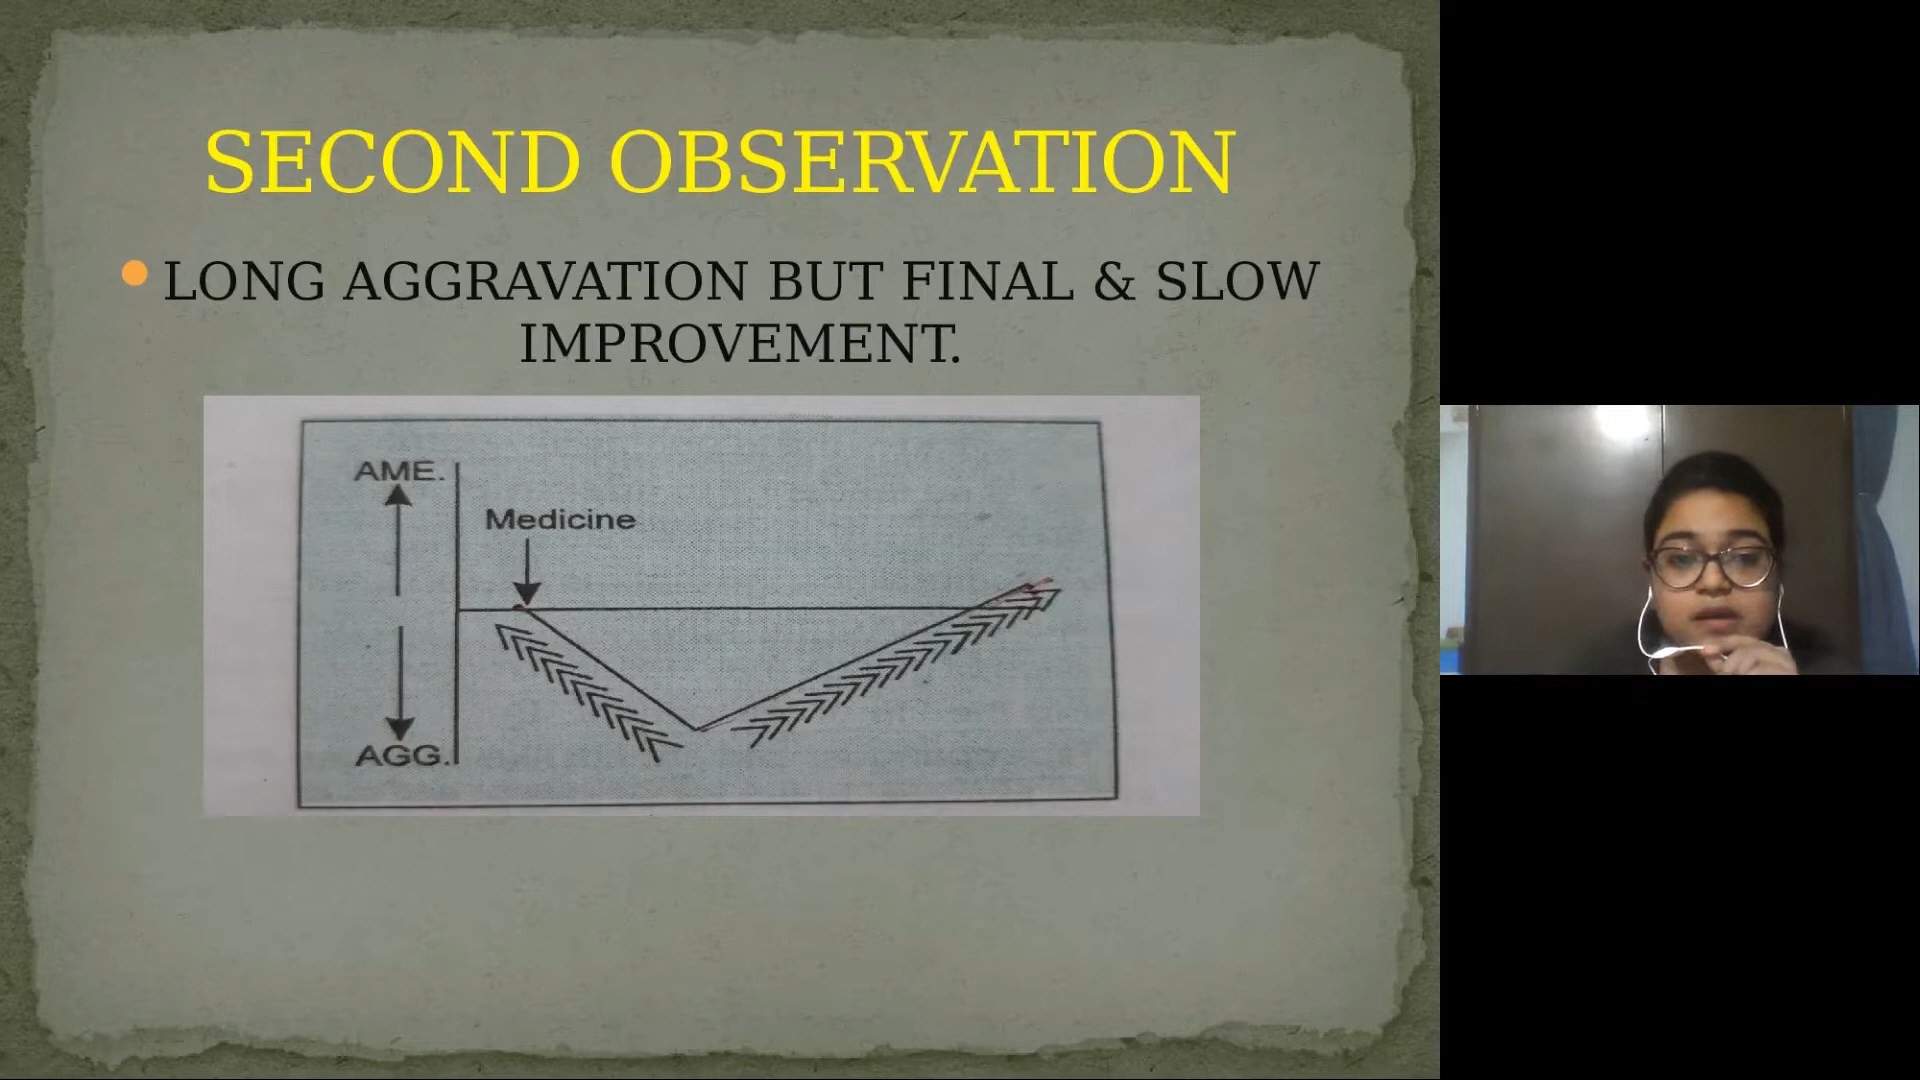 SECOND OBSERVATION
LONG AGGRAVATION BUT FINAL & SLOW
IMPROVEMENT.
AME.
Medicine
AGG.